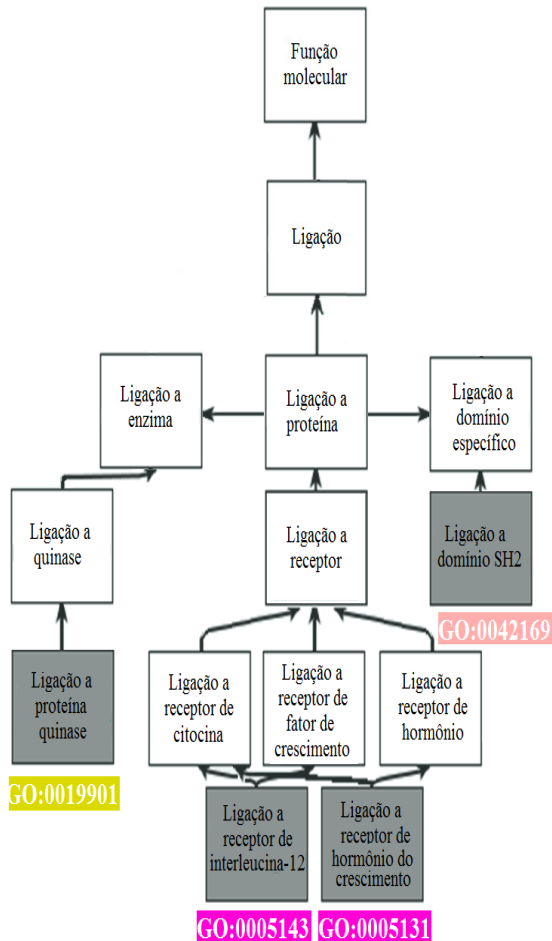 Função
molecular
Ligação
Ligação a
enzima
Ligação a
proteína
Ligação a
domínio
específico
Ligação a
quinase
Ligação a
receptor
Ligação a
domínio SH2
GO:0042169
Ligação a
proteína
quinase
GO:0019901
Ligação a
receptor de
citocina
Ligação a
receptor de
fator de
crescimento
Ligação a
receptor de
hormônio
Ligação a
receptor de
interleucina-12
Ligação a
receptor de
hormônio do
crescimento
GO:0005143
GO:0005131